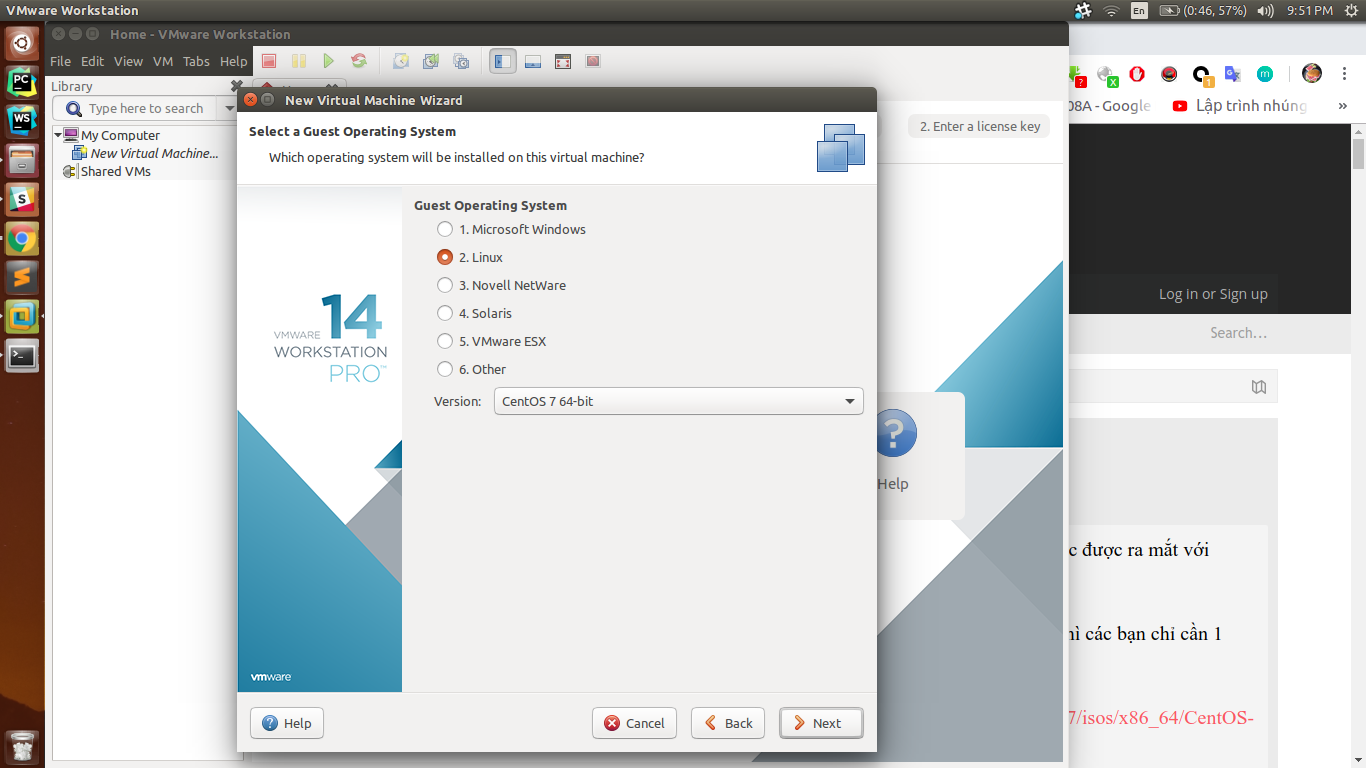 VMware Workstation
En
(0:46, 57%)
9:51 PM
Home - VMware Workstation
File Edit View VM Tabs Help
Library
Type here to search
My Computer
New Virtual Machine...
Shared VMs
New Virtual Machine Wizard
Select a Guest Operating System
Which operating system will be installed on this virtual machine?
VMWARE 14
WORKSTATION
PRO™
vmware
Guest Operating System
1. Microsoft Windows
2. Linux
3. Novell NetWare
4. Solaris
5. VMware ESX
6. Other
Version: CentOS 7 64-bit
Help
Cancel
Back
Next
2. Enter a license key
Help
08A - Google
Lập trình nhúng
»
Log in or Sign up
Search...
c được ra mắt với
ì các bạn chỉ cần 1
7/isos/x86_64/CentOS-